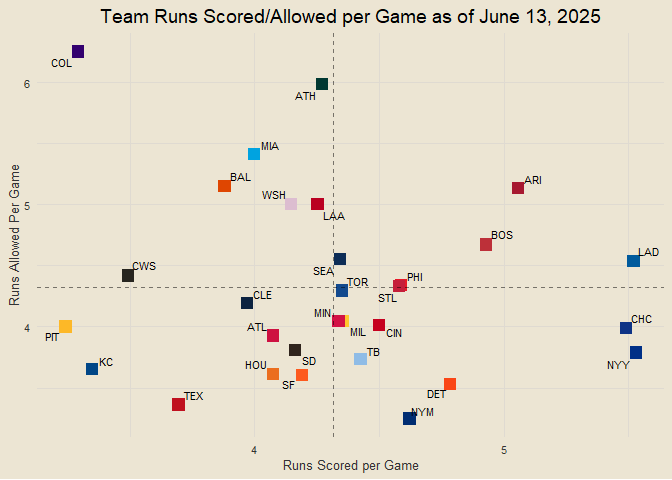 Team Runs Scored/Allowed per Game as of June 13, 2025
COL
6
ATH
MIA
BAL
ARI
WSH
5
LAA
BOS
LAD
SEA
CWS
TOR
PHI
STL
CLE
MIN
MIL
CIN
CHC
ATL
4
PIT
KC
HOU
SD
SF
TB
NYY
DET
TEX
NYM
4
5
Runs Scored per Game
Runs Allowed Per Game